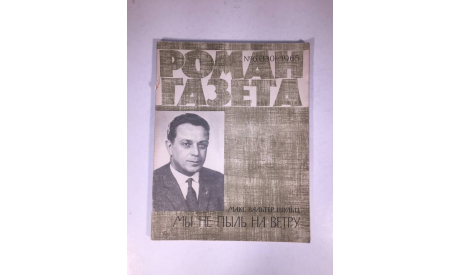 РОМАН
ГАЗЕТА
МАКС ВАЛЬТЕР ШУЛЬЦ
МЫ НЕ ПЫЛЬ НА ВЕТРУ